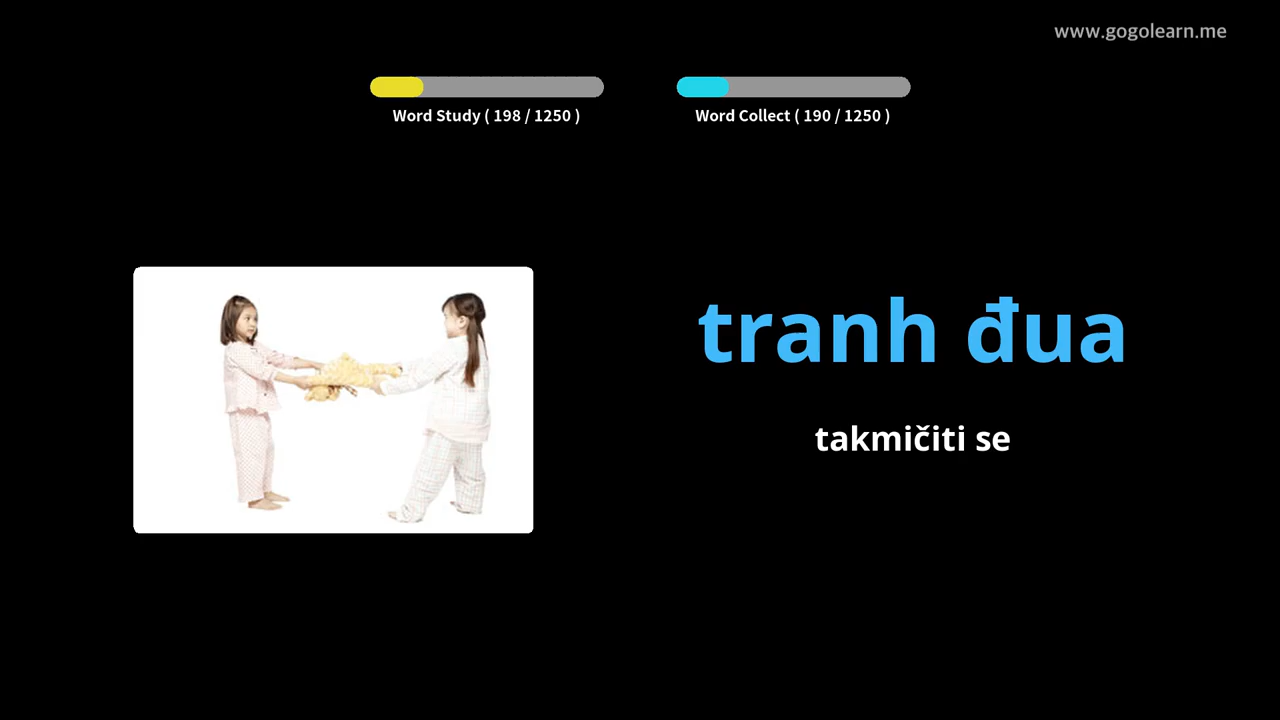 www.gogolearn.me
Word Study ( 198 / 1250 )
Word Collect ( 190 / 1250 )
tranh đua
takmičiti se